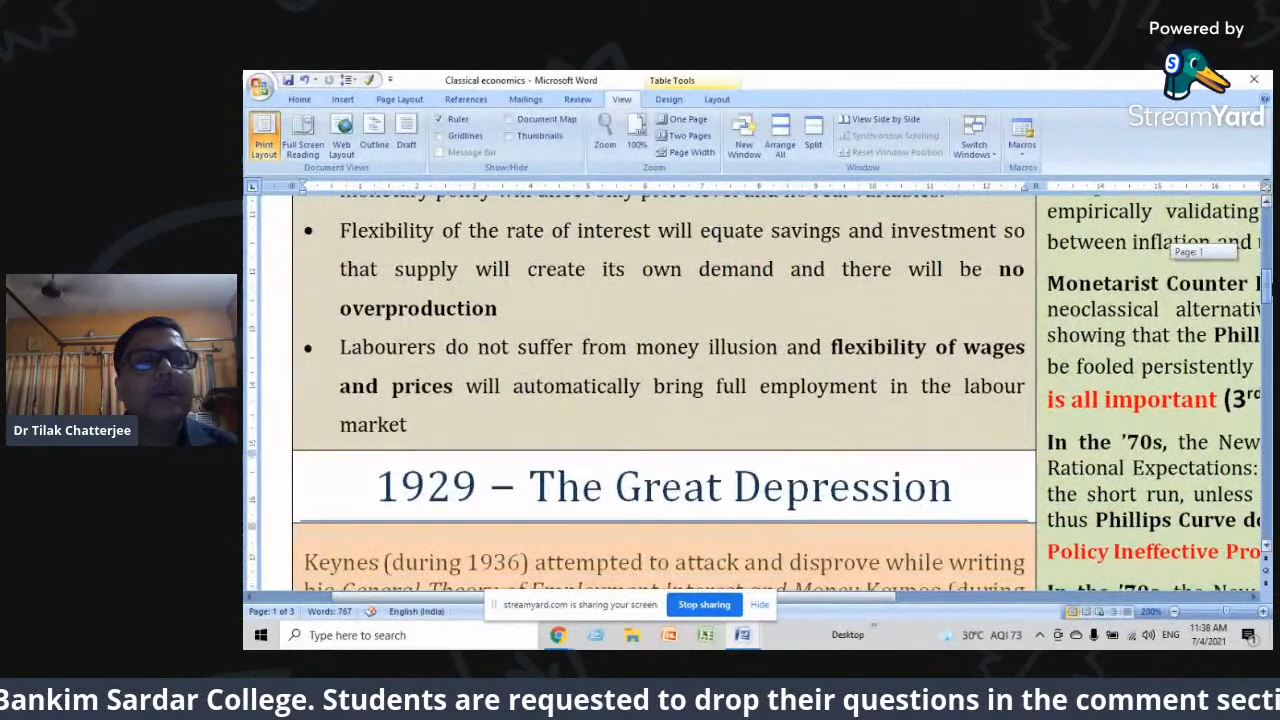 Powered by
StreamYard
Classical economics - Microsoft Word
Table Tools
Home Insert Page Layout References Mailings Review View Design Layout
Print Layout
Full Screen Reading
Web Layout
Outline
Draft
Document Views
Ruler
Gridlines
Message Bar
Document Map
Thumbnails
Show/Hide
Zoom
100%
One Page
Two Pages
Page Width
Zoom
New Window
Arrange All
Split
View Side by Side
Synchronous Scrolling
Reset Window Position
Switch Windows
Window
Macros
Macros
Flexibility of the rate of interest will equate savings and investment so
that supply will create its own demand and there will be no
overproduction
Labourers do not suffer from money illusion and flexibility of wages
and prices will automatically bring full employment in the labour
market
1929 – The Great Depression
Keynes (during 1936) attempted to attack and disprove while writing
empirically validating
between inflation and
Page: 1
Monetarist Counter
neoclassical
showing that the
be fooled persistently
is all important (3rd
In the ’70s, the New
Rational Expectations:
the short run, unless
thus Phillips Curve
Policy Ineffective
Dr Tilak Chatterjee
streamyard.com is sharing your screen.
Stop sharing
Hide
Page: 1 of 3 Words: 767 English (India) 200%
Type here to search
Desktop
30°C AQI 73
ENG
11:38 AM
7/4/2021
Bankim Sardar College. Students are requested to drop their questions in the comment